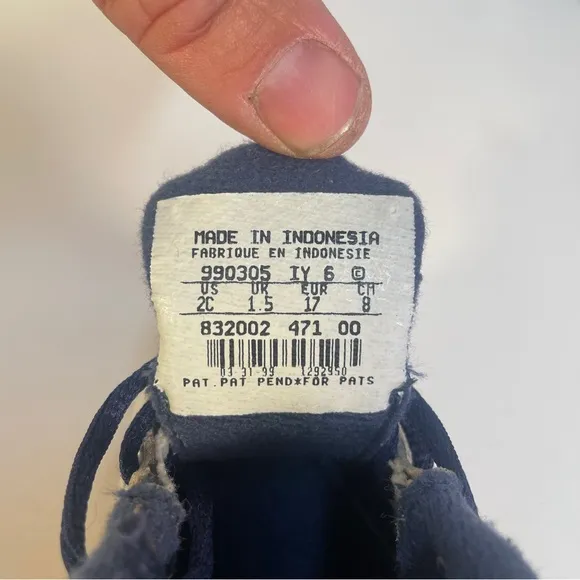 MADE IN INDONESIA
FABRIQUE EN INDONESIE
990305 IY 6 ©
US UK EUR CM
2C 1.5 17 8
832002 471 00
03-31-99 1292950
PAT.PAT PEND*FOR PATS